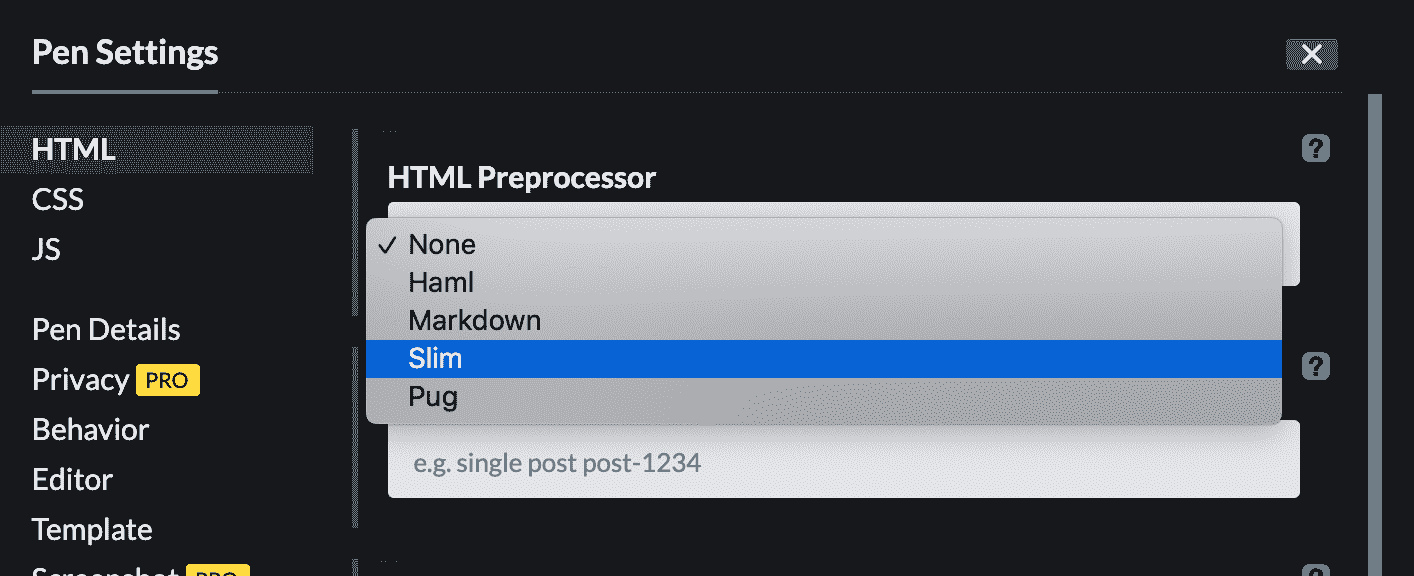 Pen Settings
HTML
CSS
JS
Pen Details
Privacy PRO
Behavior
Editor
Template
Screenshot PRO
?
HTML Preprocessor
✓ None
Haml
Markdown
Slim
Pug
?
e.g. single post post-1234
?